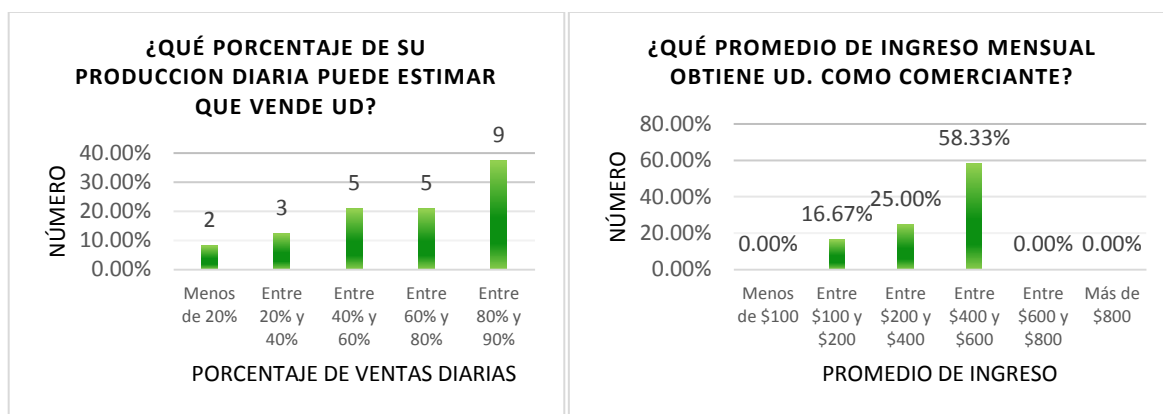 ¿QUÉ PORCENTAJE DE SU
PRODUCCION DIARIA PUEDE ESTIMAR
QUE VENDE UD?
NÚMERO
40.00%
30.00%
20.00%
10.00%
0.00%
2
3
5
5
9
Menos
de 20%
Entre
20% y
40%
Entre
40% y
60%
Entre
60% y
80%
Entre
80% y
90%
PORCENTAJE DE VENTAS DIARIAS
¿QUÉ PROMEDIO DE INGRESO MENSUAL
OBTIENE UD. COMO COMERCIANTE?
NÚMERO
80.00%
60.00%
40.00%
20.00%
0.00%
0.00%
16.67%
25.00%
58.33%
0.00%
0.00%
Menos
de $100
Entre
$100 y
$200
Entre
$200 y
$400
Entre
$400 y
$600
Entre
$600 y
$800
Más de
$800
PROMEDIO DE INGRESO